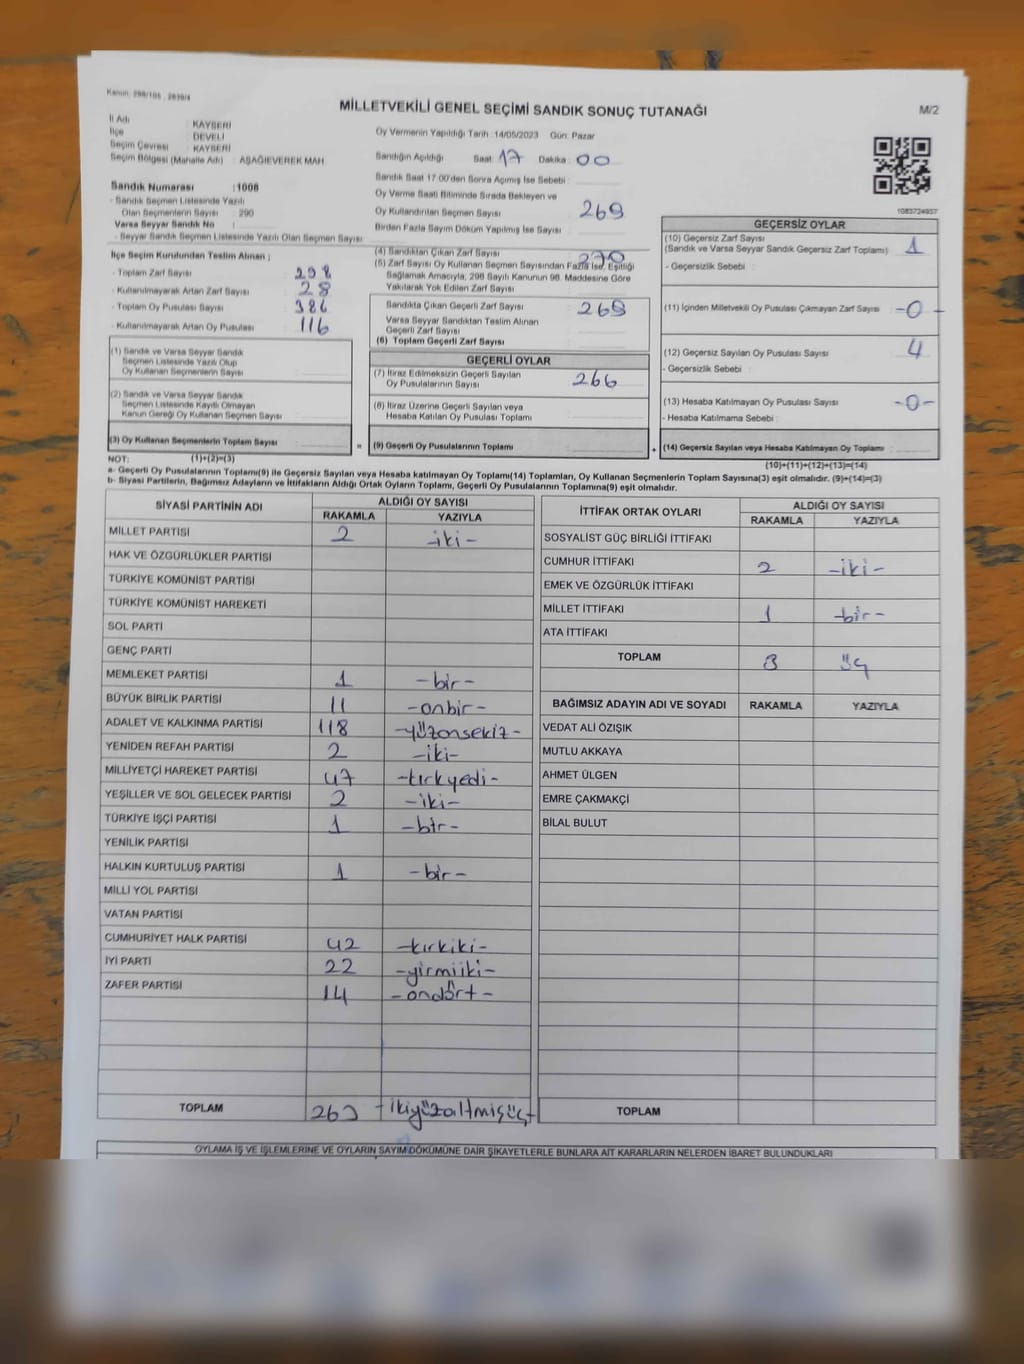 Kanun: 298/105 , 2839/4
MİLLETVEKİLİ GENEL SEÇİMİ SANDIK SONUÇ TUTANAĞI
M/2
İl Adı : KAYSERİ
İlçe : DEVELİ
Seçim Çevresi : KAYSERİ
Seçim Bölgesi (Mahalle Adı) : AŞAĞIEVEREK MAH
Sandık Numarası :1008
- Sandık Seçmen Listesinde Yazılı
Olan Seçmenlerin Sayısı : 290
Varsa Seyyar Sandık No :
- Seyyar Sandık Seçmen Listesinde Yazılı Olan Seçmen Sayısı:
Oy Vermenin Yapıldığı Tarih :14/05/2023 Gün: Pazar
Sandığın Açıldığı Saat: 17 Dakika : 00
Sandık Saat 17.00'den Sonra Açımış İse Sebebi :
Oy Verme Saati Bitiminde Sırada Bekleyen ve
Oy Kullandırılan Seçmen Sayısı : 269
Birden Fazla Sayım Döküm Yapılmış İse Sayısı :
1083724937
İlçe Seçim Kurulundan Teslim Alınan ;
- Toplam Zarf Sayısı : 298
- Kullanılmayarak Artan Zarf Sayısı : 28
- Toplam Oy Pusulası Sayısı : 386
- Kullanılmayarak Artan Oy Pusulası : 116
(4) Sandıktan Çıkan Zarf Sayısı : 270
(5) Zarf Sayısı Oy Kullanan Seçmen Sayısından Fazla İse, Eşitliği
Sağlamak Amacıyla, 298 Sayılı Kanunun 98. Maddesine Göre
Yakılarak Yok Edilen Zarf Sayısı :
Sandıkta Çıkan Geçerli Zarf Sayısı : 269
Varsa Seyyar Sandıktan Teslim Alınan
Geçerli Zarf Sayısı :
(6) Toplam Geçerli Zarf Sayısı :
GEÇERSİZ OYLAR
(10) Geçersiz Zarf Sayısı
(Sandık ve Varsa Seyyar Sandık Geçersiz Zarf Toplamı) : 1
- Geçersizlik Sebebi :
(11) İçinden Milletvekili Oy Pusulası Çıkmayan Zarf Sayısı : -0-
(12) Geçersiz Sayılan Oy Pusulası Sayısı : 4
- Geçersizlik Sebebi :
(13) Hesaba Katılmayan Oy Pusulası Sayısı : -0-
- Hesaba Katılmama Sebebi :
(14) Geçersiz Sayılan veya Hesaba Katılmayan Oy Toplamı :
(10)+(11)+(12)+(13)=(14)
(1) Sandık ve Varsa Seyyar Sandık
Seçmen Listesinde Yazılı Olup
Oy Kullanan Seçmenlerin Sayısı :
(2) Sandık ve Varsa Seyyar Sandık
Seçmen Listesinde Kayıtlı Olmayan
Kanun Gereği Oy Kullanan Seçmen Sayısı :
(3) Oy Kullanan Seçmenlerin Toplam Sayısı :
GEÇERLİ OYLAR
(7) İtiraz Edilmeksizin Geçerli Sayılan
Oy Pusulalarının Sayısı : 266
(8) İtiraz Üzerine Geçerli Sayılan veya
Hesaba Katılan Oy Pusulası Toplamı :
= (9) Geçerli Oy Pusulalarının Toplamı : +
NOT: (1)+(2)=(3)
a- Geçerli Oy Pusulalarının Toplamı(9) ile Geçersiz Sayılan veya Hesaba katılmayan Oy Toplamı(14) Toplamları, Oy Kullanan Seçmenlerin Toplam Sayısına(3) eşit olmalıdır. (9)+(14)=(3)
b- Siyasi Partilerin, Bağımsız Adayların ve İttifakların Aldığı Ortak Oyların Toplamı, Geçerli Oy Pusulalarının Toplamına(9) eşit olmalıdır.
SİYASİ PARTİNİN ADI ALDIĞI OY SAYISI
RAKAMLA YAZIYLA
MİLLET PARTİSİ 2 -iki-
HAK VE ÖZGÜRLÜKLER PARTİSİ
TÜRKİYE KOMÜNİST PARTİSİ
TÜRKİYE KOMÜNİST HAREKETİ
SOL PARTİ
GENÇ PARTİ
MEMLEKET PARTİSİ 1 -bir-
BÜYÜK BİRLİK PARTİSİ 11 -onbir-
ADALET VE KALKINMA PARTİSİ 118 -yüzonsekiz-
YENİDEN REFAH PARTİSİ 2 -iki-
MİLLİYETÇİ HAREKET PARTİSİ 47 -kırkyedi-
YEŞİLLER VE SOL GELECEK PARTİSİ 2 -iki-
TÜRKİYE İŞÇİ PARTİSİ 1 -bir-
YENİLİK PARTİSİ
HALKIN KURTULUŞ PARTİSİ 1 -bir-
MİLLİ YOL PARTİSİ
VATAN PARTİSİ
CUMHURİYET HALK PARTİSİ 42 -kırkiki-
İYİ PARTİ 22 -yirmiiki-
ZAFER PARTİSİ 14 -ondört-
TOPLAM 263 -ikiyüzaltmışüç-
İTTİFAK ORTAK OYLARI ALDIĞI OY SAYISI
RAKAMLA YAZIYLA
SOSYALİST GÜÇ BİRLİĞİ İTTİFAKI
CUMHUR İTTİFAKI 2 -iki-
EMEK VE ÖZGÜRLÜK İTTİFAKI
MİLLET İTTİFAKI 1 -bir-
ATA İTTİFAKI
TOPLAM 3 üç
BAĞIMSIZ ADAYIN ADI VE SOYADI RAKAMLA YAZIYLA
VEDAT ALİ ÖZIŞIK
MUTLU AKKAYA
AHMET ÜLGEN
EMRE ÇAKMAKÇİ
BİLAL BULUT
TOPLAM
OYLAMA İŞ VE İŞLEMLERİNE VE OYLARIN SAYIM DÖKÜMÜNE DAİR ŞİKAYETLERLE BUNLARA AİT KARARLARIN NELERDEN İBARET BULUNDUKLARI